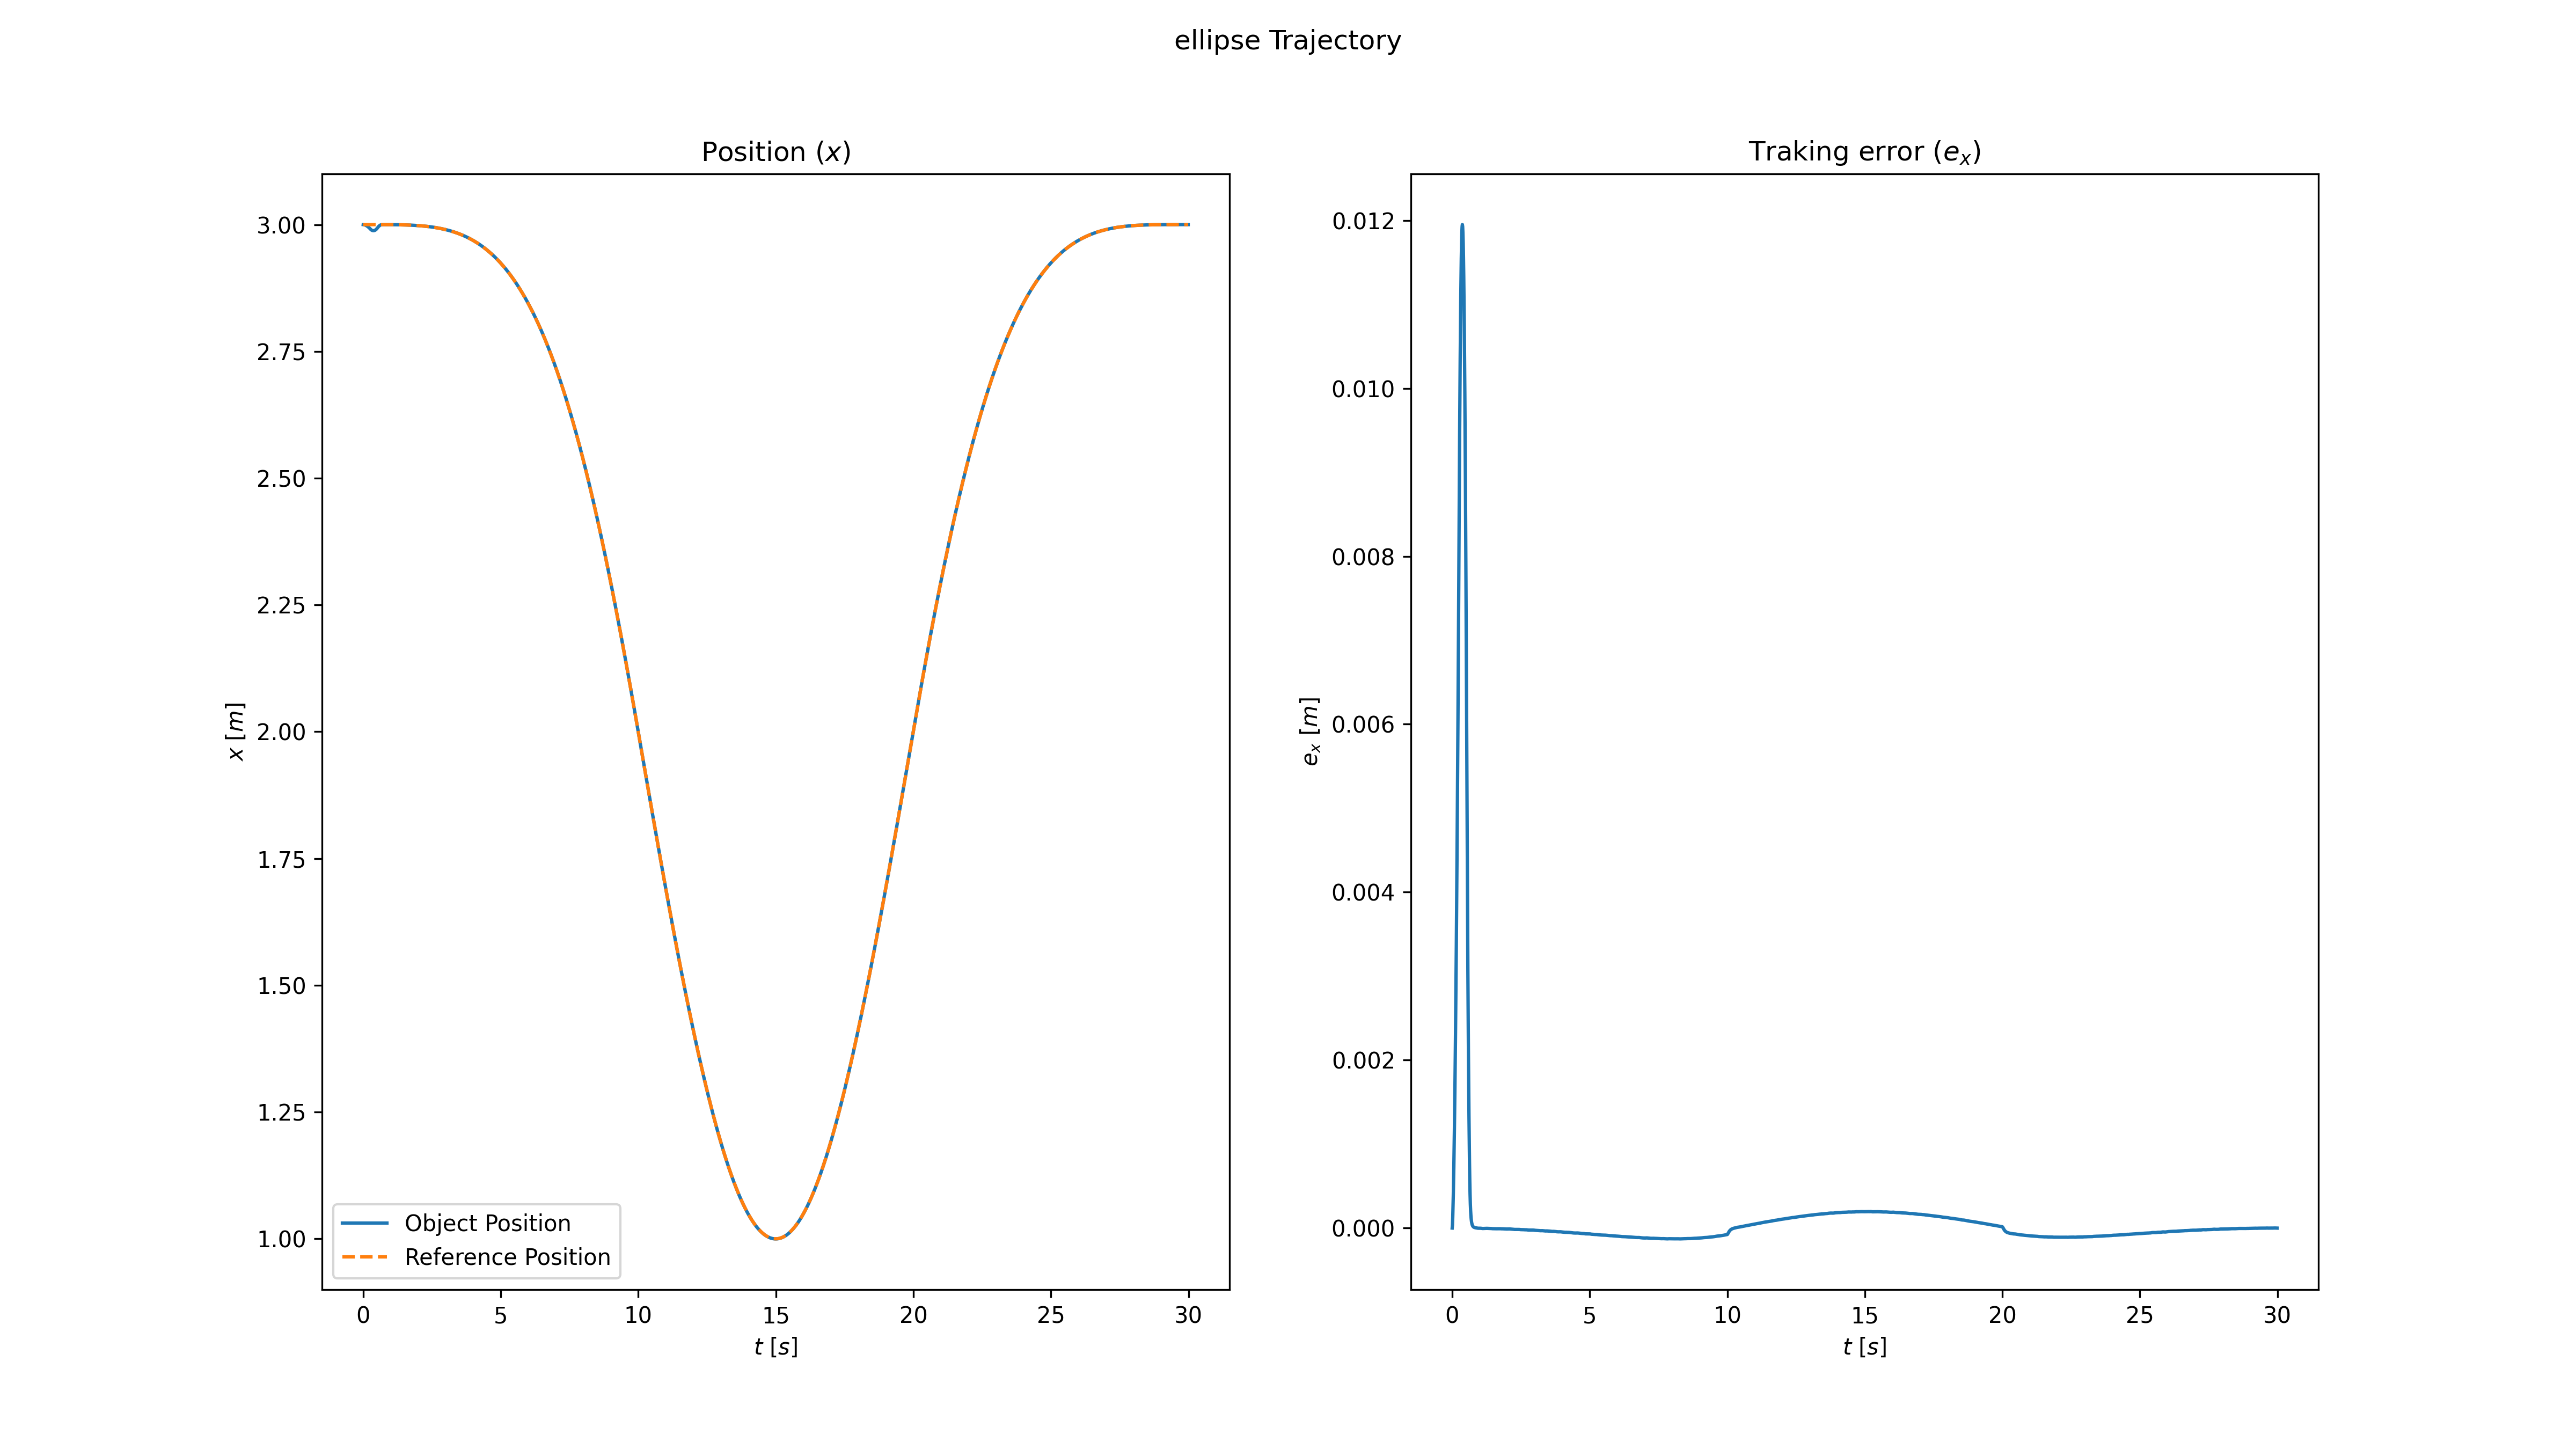 ellipse Trajectory
Position (x)
3.00
2.75
2.50
2.25
2.00
1.75
1.50
1.25
1.00
x [m]
Object Position
Reference Position
0 5 10 15 20 25 30
t [s]
Traking error (eₓ)
0.012
0.010
0.008
0.006
0.004
0.002
0.000
eₓ [m]
0 5 10 15 20 25 30
t [s]